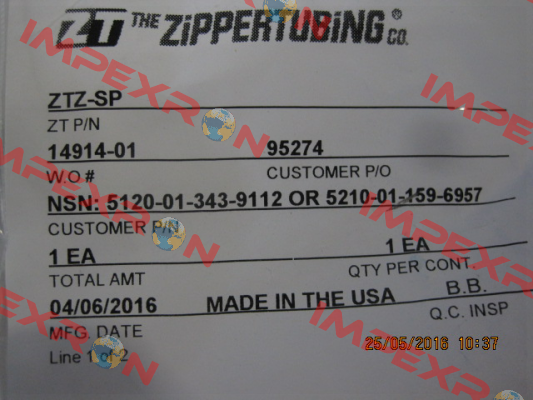 ZT THE ZiPPERTUBiNG® CO.
ZTZ-SP
ZT P/N
14914-01 95274
W.O# CUSTOMER P/O
NSN: 5120-01-343-9112 OR 5210-01-159-6957
CUSTOMER P/N
1 EA 1 EA
TOTAL AMT QTY PER CONT.
04/06/2016 MADE IN THE USA B.B.
MFG. DATE Q.C. INSP
Line 1 of 2
25/05/2016 10:37
IMPEXRON
IMPEXRON
IMPEXRON
IMPEXRON
IMPEXRON
IMPEXRON